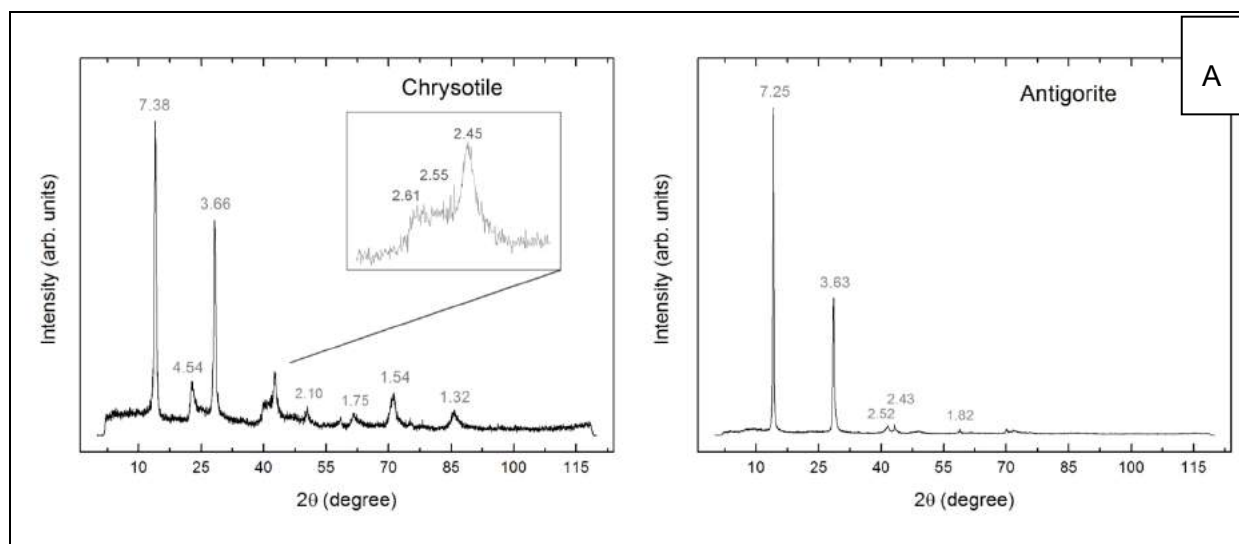 A
Chrysotile
7.38
4.54
3.66
2.61
2.55
2.45
2.10
1.75
1.54
1.32
Intensity (arb. units)
10 25 40 55 70 85 100 115
2θ (degree)
Antigorite
7.25
3.63
2.52
2.43
1.82
Intensity (arb. units)
10 25 40 55 70 85 100 115
2θ (degree)